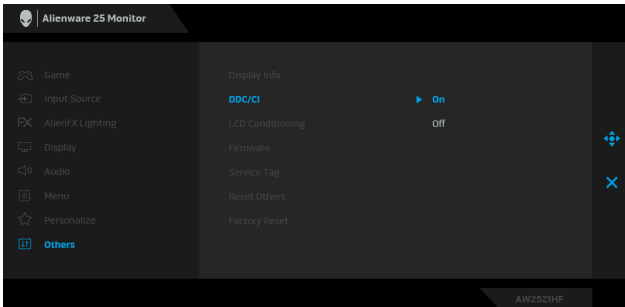 Alienware 25 Monitor
Game
Display Info
Input Source
DDC/CI
On
AlienFX Lighting
LCD Conditioning
Off
Display
Firmware
Audio
Service Tag
Menu
Reset Others
Personalize
Factory Reset
Others
AW2521HF